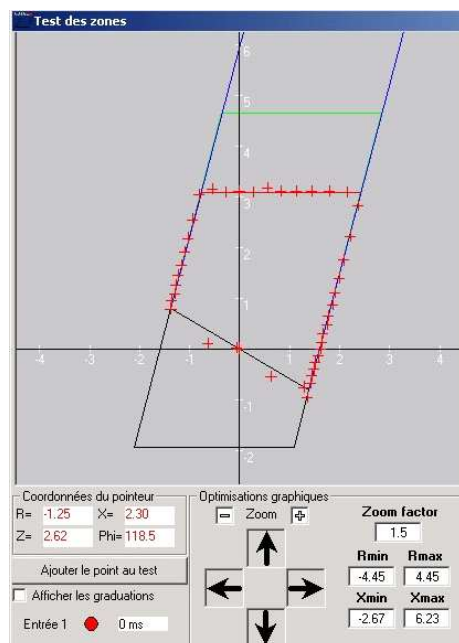 Test des zones
6
5
4
3
2
1
-4 -3 -2 -1 1 2 3 4
-1
-2
Coordonnées du pointeur
R= -1.25 X= 2.30
Z= 2.62 Phi= 118.5
Ajouter le point au test
Afficher les graduations
Entrée 1 0 ms
Optimisations graphiques
Zoom
Zoom factor
1.5
Rmin Rmax
-4.45 4.45
Xmin Xmax
-2.67 6.23